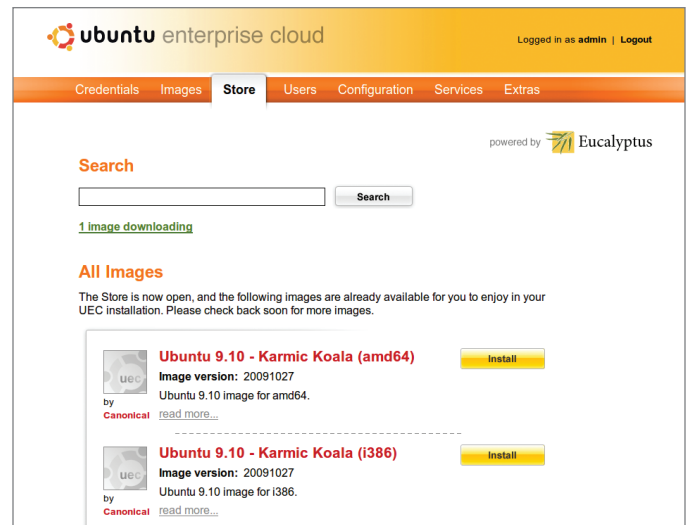 ubuntu enterprise cloud
Logged in as admin | Logout
Credentials Images Store Users Configuration Services Extras
powered by Eucalyptus
Search
Search
1 image downloading
All Images
The Store is now open, and the following images are already available for you to enjoy in your
UEC installation. Please check back soon for more images.
Ubuntu 9.10 - Karmic Koala (amd64)
Install
uec
Image version: 20091027
Ubuntu 9.10 image for amd64.
by
Canonical
read more...
Ubuntu 9.10 - Karmic Koala (i386)
Install
uec
Image version: 20091027
Ubuntu 9.10 image for i386.
by
Canonical
read more...